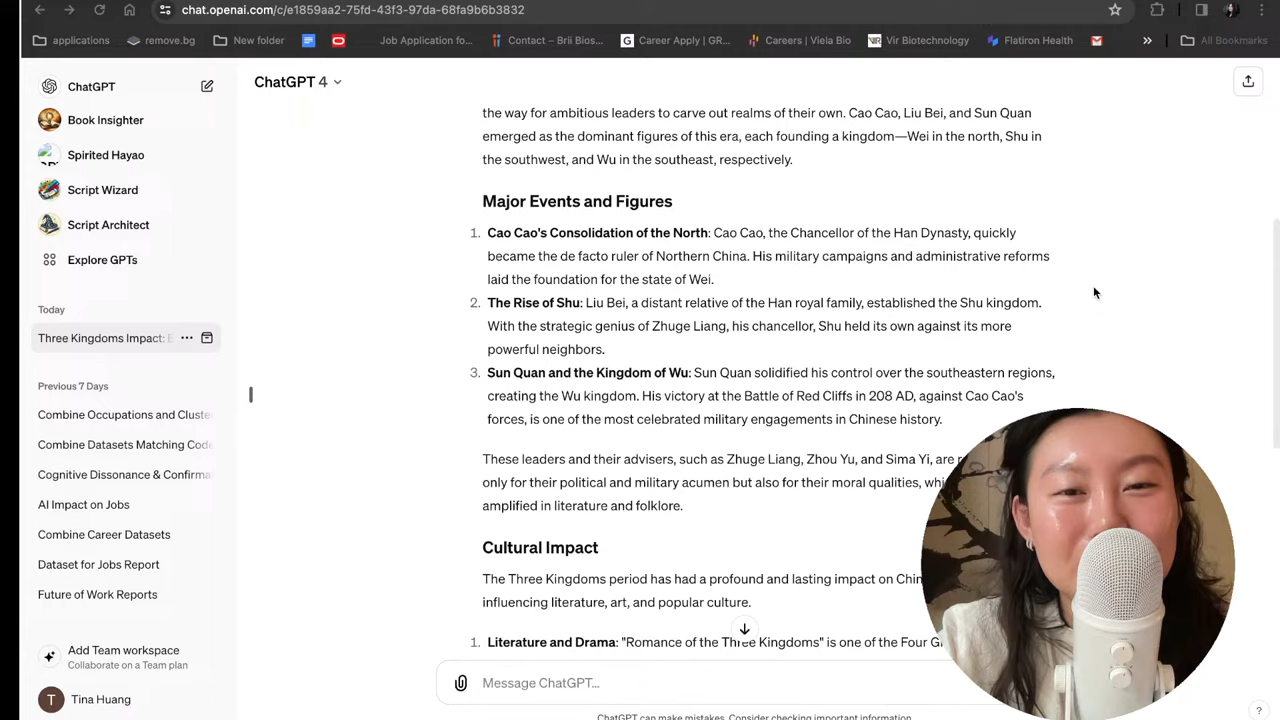 chat.openai.com/c/e1859aa2-75fd-43f3-97da-68fa9b6b3832
applications
remove.bg
New folder
Job Application fo...
Contact – Brii Bios...
Career Apply | GR...
Careers | Viela Bio
Vir Biotechnology
Flatiron Health
»
All Bookmarks
ChatGPT
Book Insighter
Spirited Hayao
Script Wizard
Script Architect
Explore GPTs
Today
Three Kingdoms Impact: E
Previous 7 Days
Combine Occupations and Cluste
Combine Datasets Matching Code
Cognitive Dissonance & Confirma
AI Impact on Jobs
Combine Career Datasets
Dataset for Jobs Report
Future of Work Reports
Add Team workspace
Collaborate on a Team plan
T Tina Huang
ChatGPT 4
the way for ambitious leaders to carve out realms of their own. Cao Cao, Liu Bei, and Sun Quan
emerged as the dominant figures of this era, each founding a kingdom—Wei in the north, Shu in
the southwest, and Wu in the southeast, respectively.
Major Events and Figures
1. Cao Cao's Consolidation of the North: Cao Cao, the Chancellor of the Han Dynasty, quickly
became the de facto ruler of Northern China. His military campaigns and administrative reforms
laid the foundation for the state of Wei.
2. The Rise of Shu: Liu Bei, a distant relative of the Han royal family, established the Shu kingdom.
With the strategic genius of Zhuge Liang, his chancellor, Shu held its own against its more
powerful neighbors.
3. Sun Quan and the Kingdom of Wu: Sun Quan solidified his control over the southeastern regions,
creating the Wu kingdom. His victory at the Battle of Red Cliffs in 208 AD, against Cao Cao's
forces, is one of the most celebrated military engagements in Chinese history.
These leaders and their advisers, such as Zhuge Liang, Zhou Yu, and Sima Yi, are
only for their political and military acumen but also for their moral qualities,
amplified in literature and folklore.
Cultural Impact
The Three Kingdoms period has had a profound and lasting impact on
influencing literature, art, and popular culture.
1. Literature and Drama: "Romance of the Three Kingdoms" is one of the Four
Message ChatGPT...
ChatGPT can make mistakes. Consider checking important information.
?